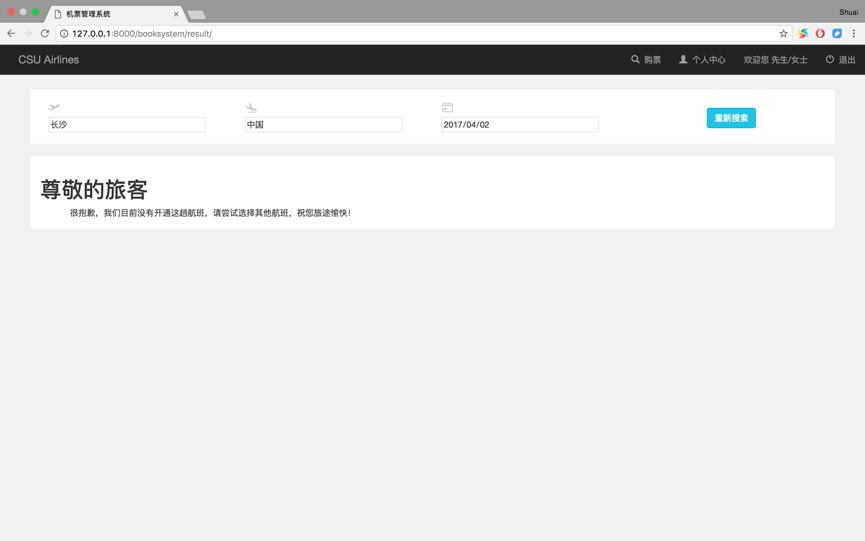 机票管理系统
Shuai
127.0.0.1:8000/booksystem/result/
CSU Airlines
购票
个人中心
欢迎您 先生/女士
退出
长沙
中国
2017/04/02
重新搜索
尊敬的旅客
很抱歉，我们目前没有开通这趟航班，请尝试选择其他航班，祝您旅途愉快！